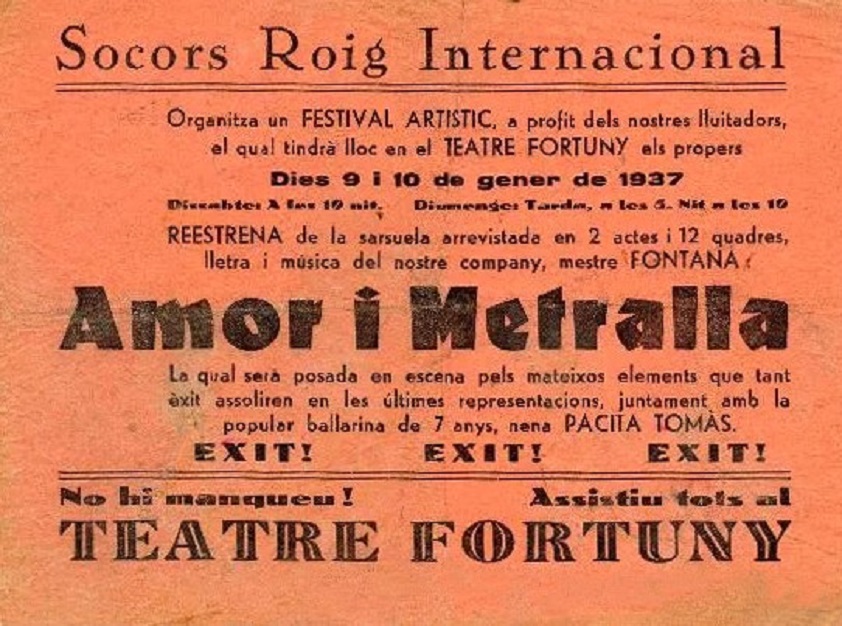 Socors Roig Internacional
Organitza un FESTIVAL ARTISTIC, a profit dels nostres lluitadors,
el qual tindrà lloc en el TEATRE FORTUNY els propers
Dies 9 i 10 de gener de 1937
Dissabte: A les 10 nit. Diumenge: Tarda, a les 5. Nit a les 10
REESTRENA de la sarsuela arrevistada en 2 actes i 12 quadres,
lletra i música del nostre company, mestre FONTANA:
Amor i Metralla
La qual serà posada en escena pels mateixos elements que tant
èxit assoliren en les últimes representacions, juntament amb la
popular ballarina de 7 anys, nena PACITA TOMÀS.
EXIT! EXIT! EXIT!
No hi manqueu! Assistiu tots al
TEATRE FORTUNY